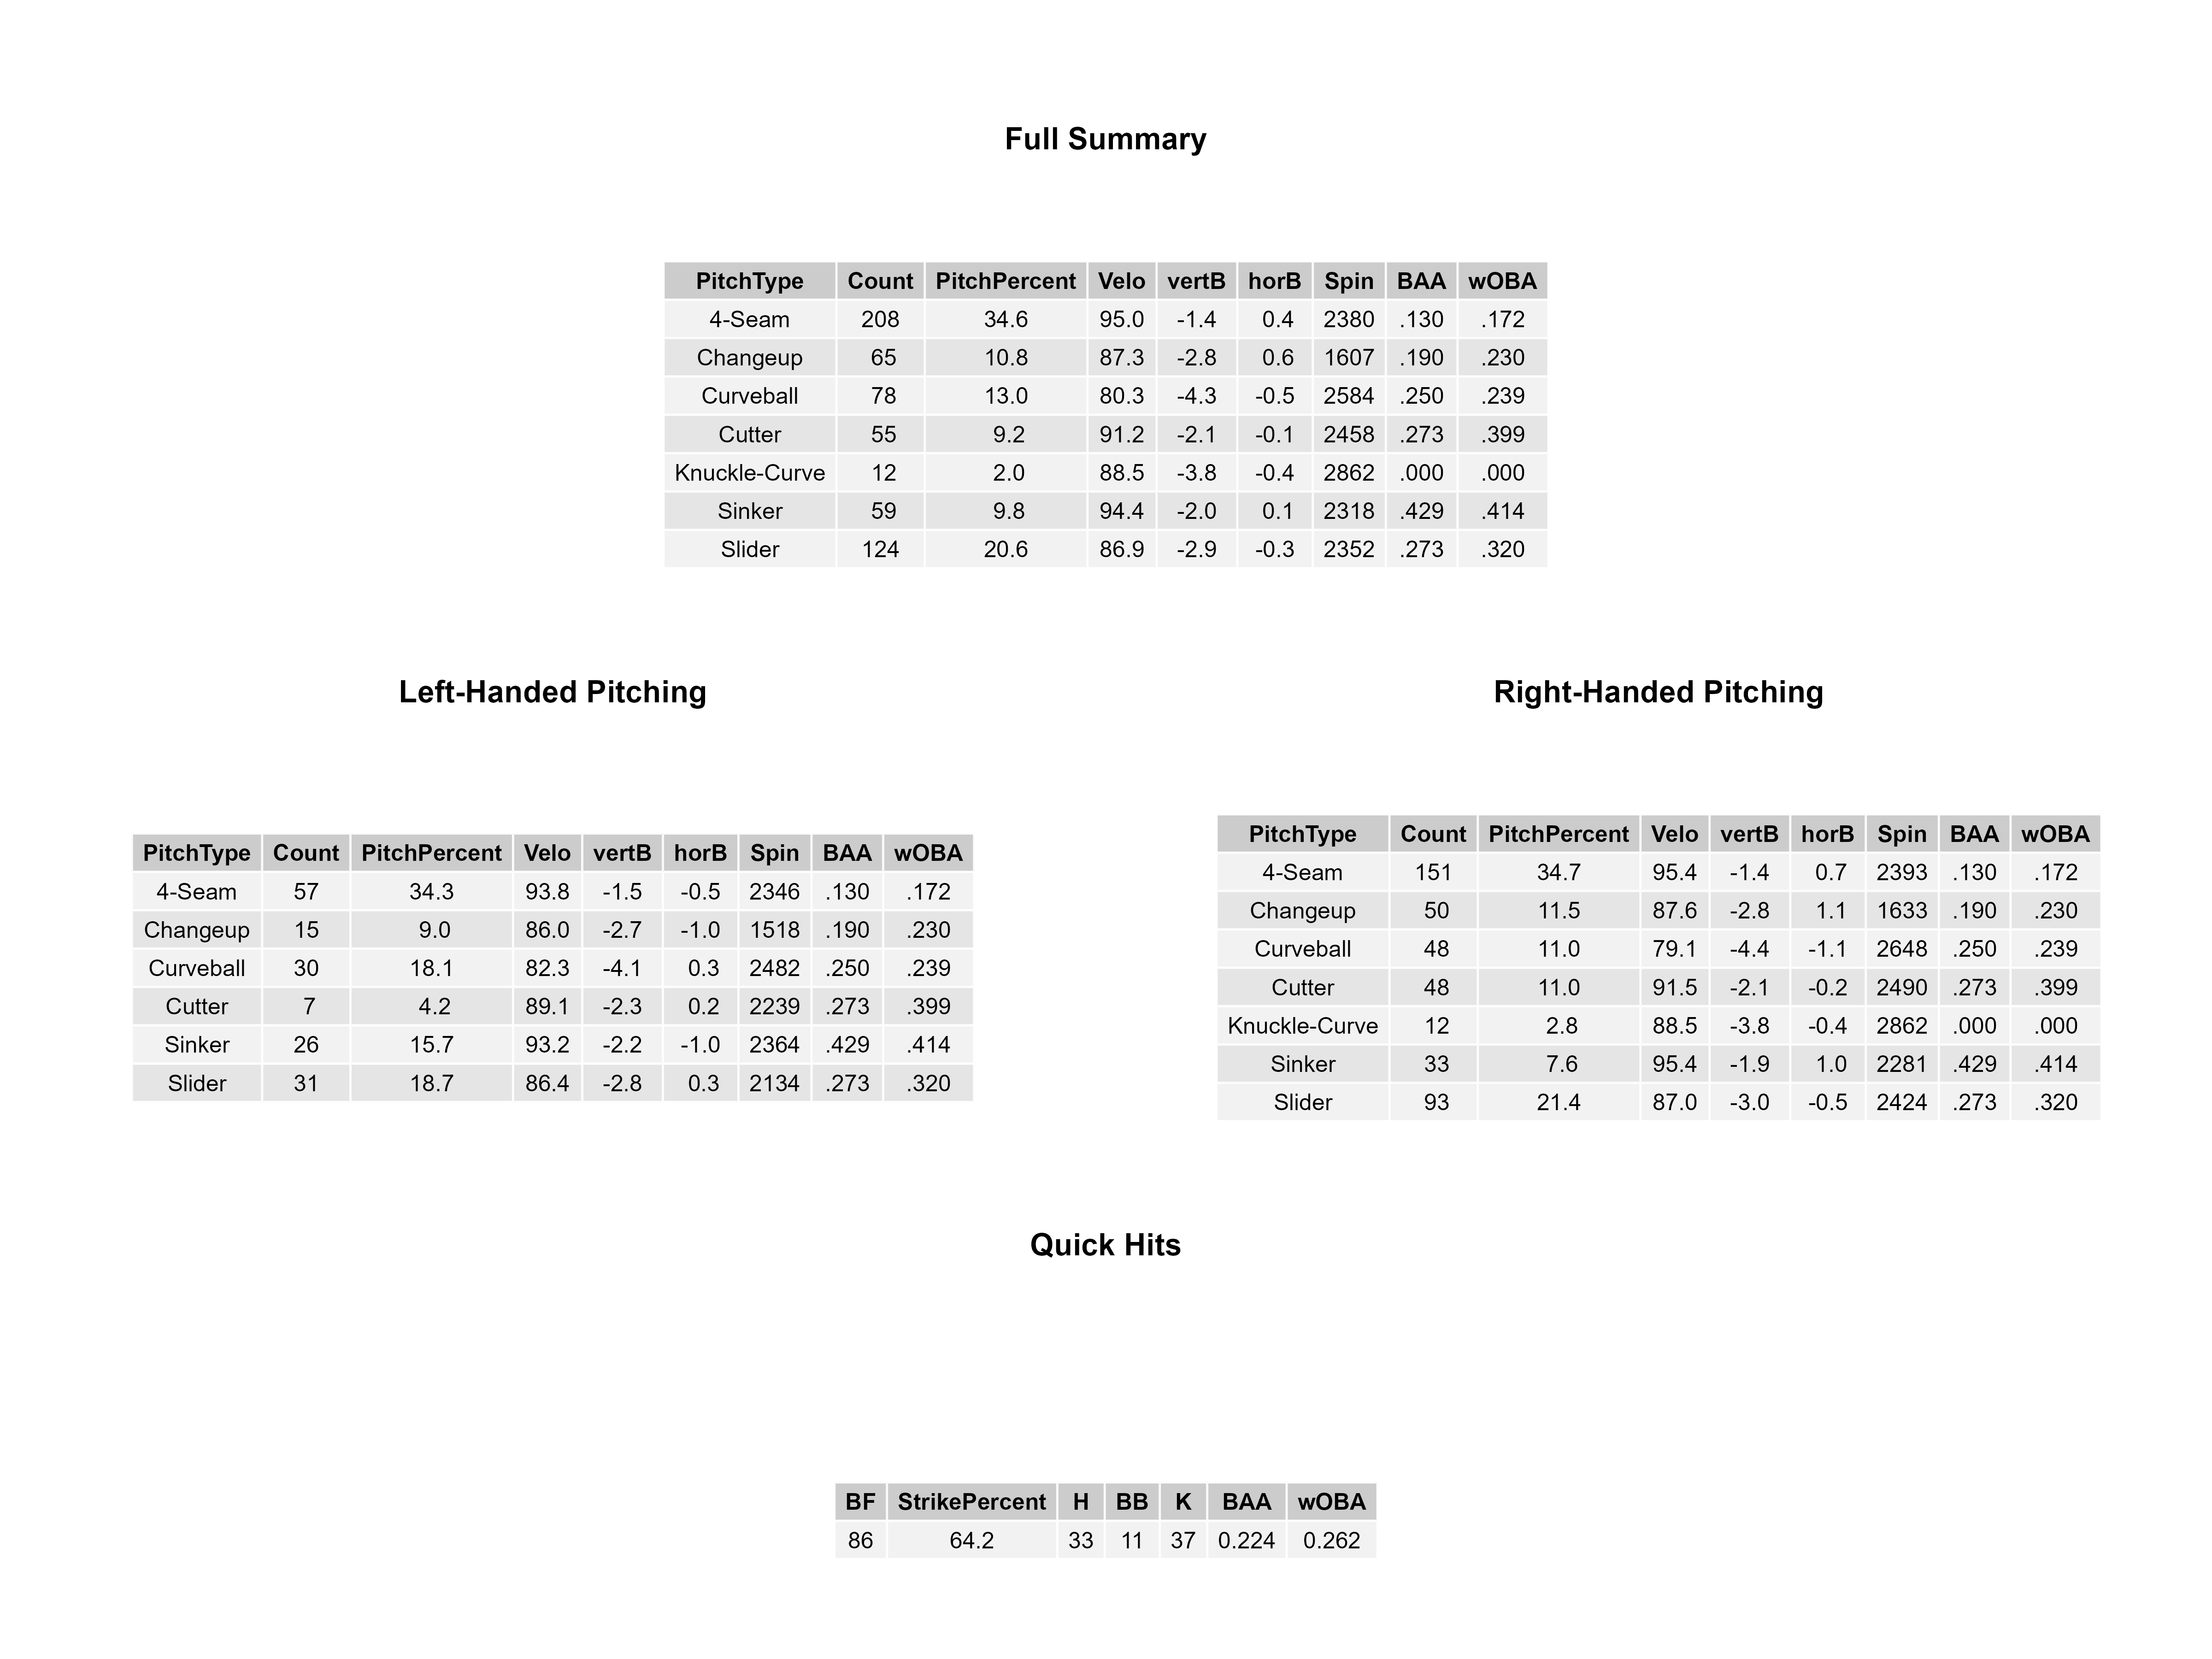 Full Summary
PitchType Count PitchPercent Velo vertB horB Spin BAA wOBA
4-Seam 208 34.6 95.0 -1.4 0.4 2380 .130 .172
Changeup 65 10.8 87.3 -2.8 0.6 1607 .190 .230
Curveball 78 13.0 80.3 -4.3 -0.5 2584 .250 .239
Cutter 55 9.2 91.2 -2.1 -0.1 2458 .273 .399
Knuckle-Curve 12 2.0 88.5 -3.8 -0.4 2862 .000 .000
Sinker 59 9.8 94.4 -2.0 0.1 2318 .429 .414
Slider 124 20.6 86.9 -2.9 -0.3 2352 .273 .320
Left-Handed Pitching
PitchType Count PitchPercent Velo vertB horB Spin BAA wOBA
4-Seam 57 34.3 93.8 -1.5 -0.5 2346 .130 .172
Changeup 15 9.0 86.0 -2.7 -1.0 1518 .190 .230
Curveball 30 18.1 82.3 -4.1 0.3 2482 .250 .239
Cutter 7 4.2 89.1 -2.3 0.2 2239 .273 .399
Sinker 26 15.7 93.2 -2.2 -1.0 2364 .429 .414
Slider 31 18.7 86.4 -2.8 0.3 2134 .273 .320
Right-Handed Pitching
PitchType Count PitchPercent Velo vertB horB Spin BAA wOBA
4-Seam 151 34.7 95.4 -1.4 0.7 2393 .130 .172
Changeup 50 11.5 87.6 -2.8 1.1 1633 .190 .230
Curveball 48 11.0 79.1 -4.4 -1.1 2648 .250 .239
Cutter 48 11.0 91.5 -2.1 -0.2 2490 .273 .399
Knuckle-Curve 12 2.8 88.5 -3.8 -0.4 2862 .000 .000
Sinker 33 7.6 95.4 -1.9 1.0 2281 .429 .414
Slider 93 21.4 87.0 -3.0 -0.5 2424 .273 .320
Quick Hits
BF StrikePercent H BB K BAA wOBA
86 64.2 33 11 37 0.224 0.262